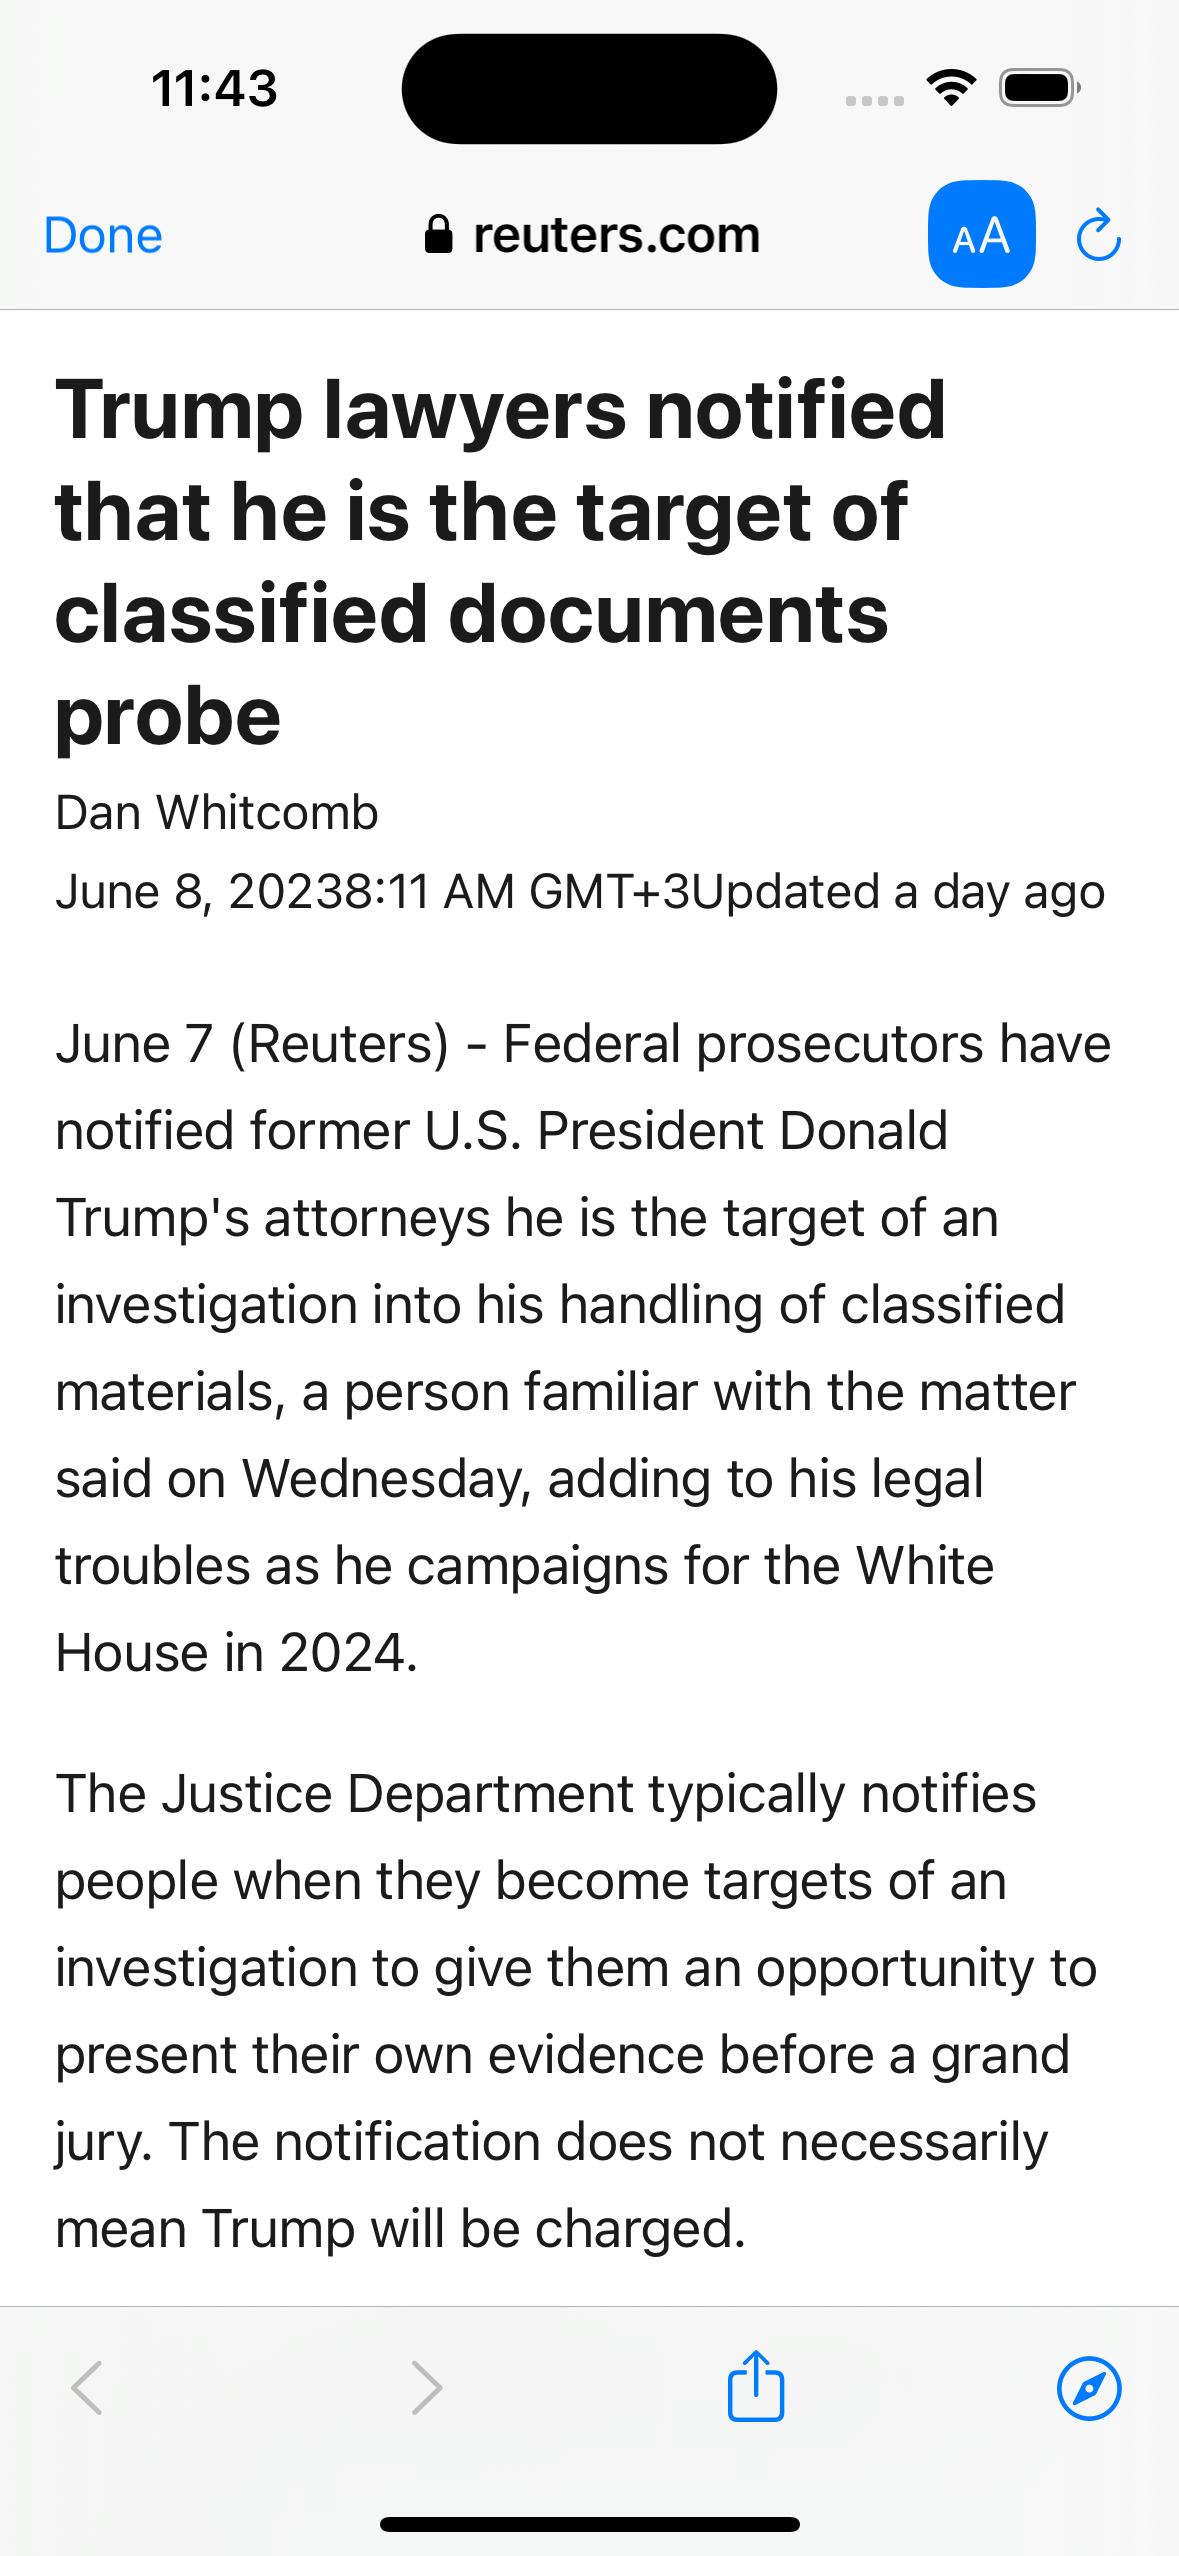 11:43
Done
reuters.com
AA
Trump lawyers notified
that he is the target of
classified documents
probe
Dan Whitcomb
June 8, 20238:11 AM GMT+3Updated a day ago
June 7 (Reuters) - Federal prosecutors have
notified former U.S. President Donald
Trump's attorneys he is the target of an
investigation into his handling of classified
materials, a person familiar with the matter
said on Wednesday, adding to his legal
troubles as he campaigns for the White
House in 2024.
The Justice Department typically notifies
people when they become targets of an
investigation to give them an opportunity to
present their own evidence before a grand
jury. The notification does not necessarily
mean Trump will be charged.